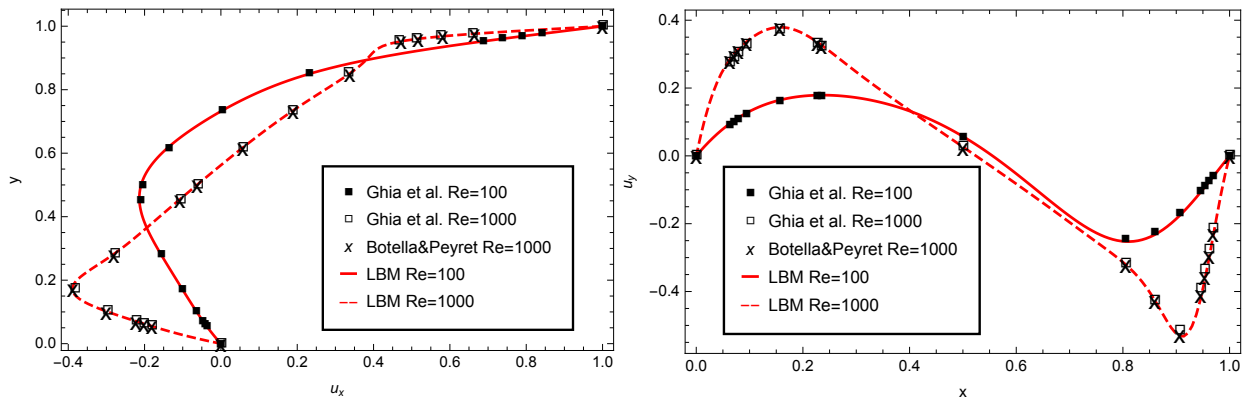 1.0
0.8
0.6
0.4
0.2
0.0
y
−0.4 −0.2 0.0 0.2 0.4 0.6 0.8 1.0
u_x
Ghia et al. Re=100
Ghia et al. Re=1000
Botella&Peyret Re=1000
LBM Re=100
LBM Re=1000
0.4
0.2
0.0
−0.2
−0.4
u_y
0.0 0.2 0.4 0.6 0.8 1.0
x
Ghia et al. Re=100
Ghia et al. Re=1000
Botella&Peyret Re=1000
LBM Re=100
LBM Re=1000